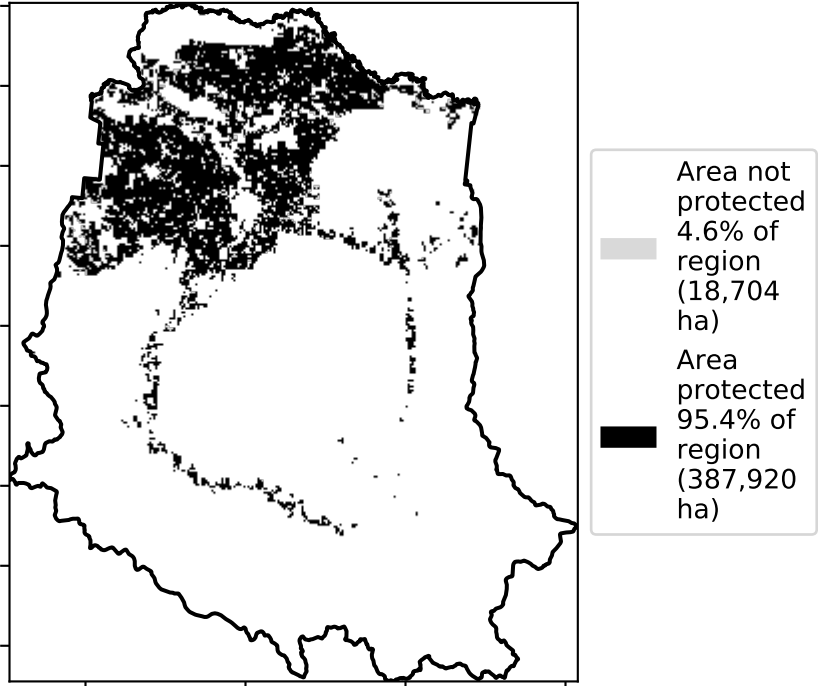 Area not
protected
4.6% of
region
(18,704
ha)
Area
protected
95.4% of
region
(387,920
ha)